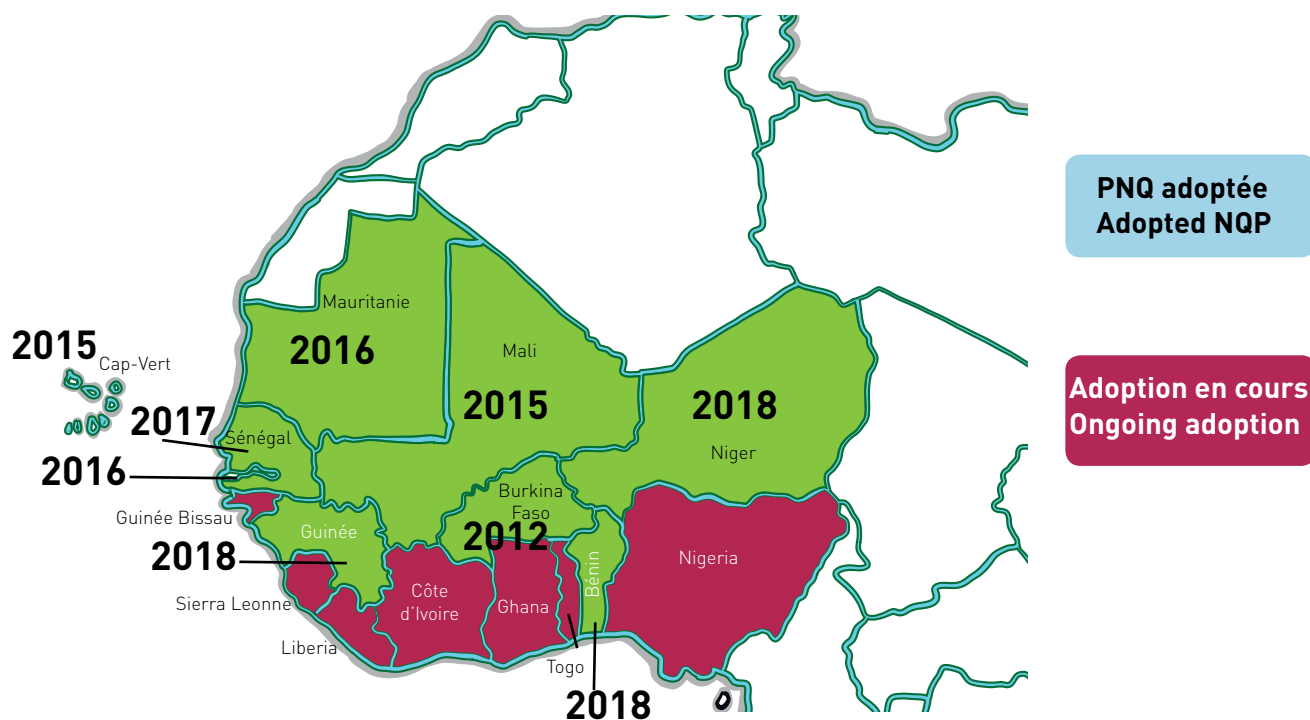 PNQ adoptée
Adopted NQP
Adoption en cours
Ongoing adoption
Mauritanie
2016
2015
Cap-Vert
Mali
2015
2018
Niger
2017
Sénégal
2016
Guinée Bissau
Guinée
2018
Burkina
Faso
2012
Sierra Leonne
Liberia
Côte
d'Ivoire
Ghana
Togo
Bénin
2018
Nigeria